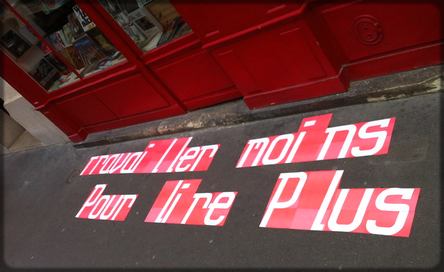 Travailler moins
Pour lire Plus